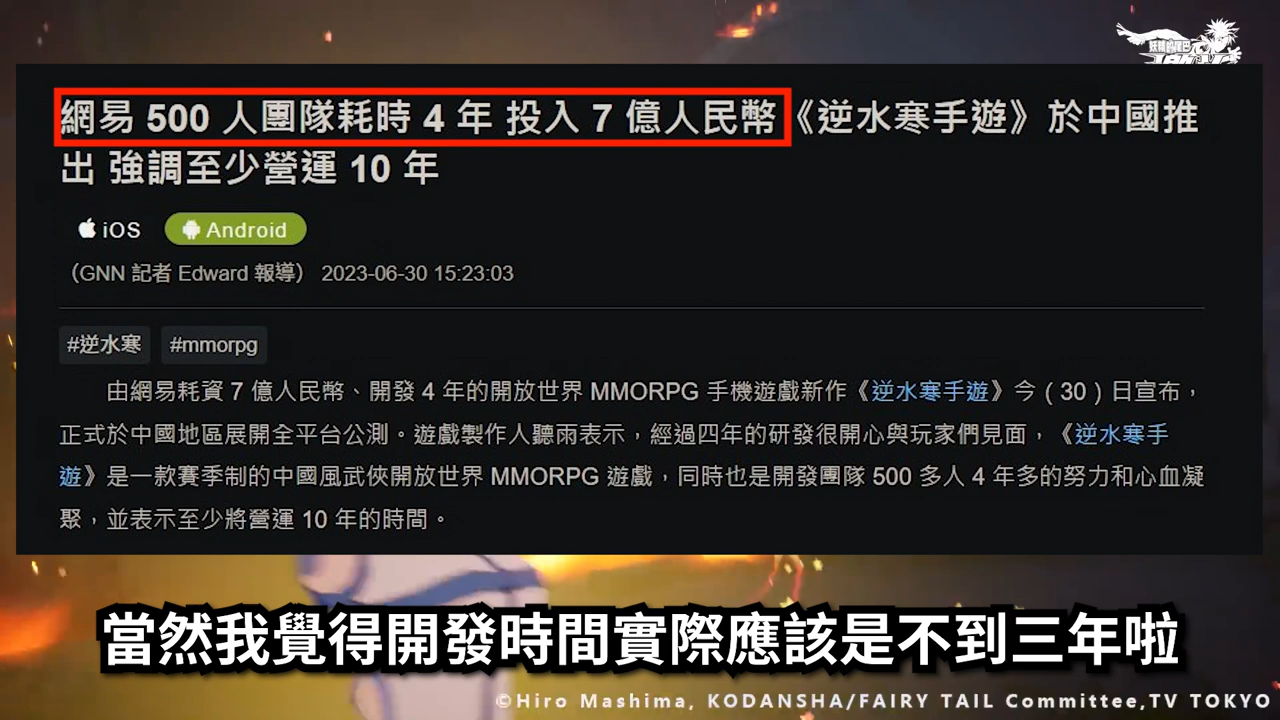 妖精的尾巴
網易 500 人團隊耗時 4 年 投入 7 億人民幣《逆水寒手遊》於中國推
出 強調至少營運 10 年
iOS Android
（GNN 記者 Edward 報導） 2023-06-30 15:23:03
#逆水寒 #mmorpg
由網易耗資 7 億人民幣、開發 4 年的開放世界 MMORPG 手機遊戲新作《逆水寒手遊》今 ( 30 ) 日宣布，
正式於中國地區展開全平台公測。遊戲製作人聽雨表示，經過四年的研發很開心與玩家們見面，《逆水寒手
遊》是一款賽季制的中國風武俠開放世界 MMORPG 遊戲，同時也是開發團隊 500 多人 4 年多的努力和心血凝
聚，並表示至少將營運 10 年的時間。
當然我覺得開發時間實際應該是不到三年啦
©Hiro Mashima, KODANSHA/FAIRY TAIL Committee,TV TOKYO